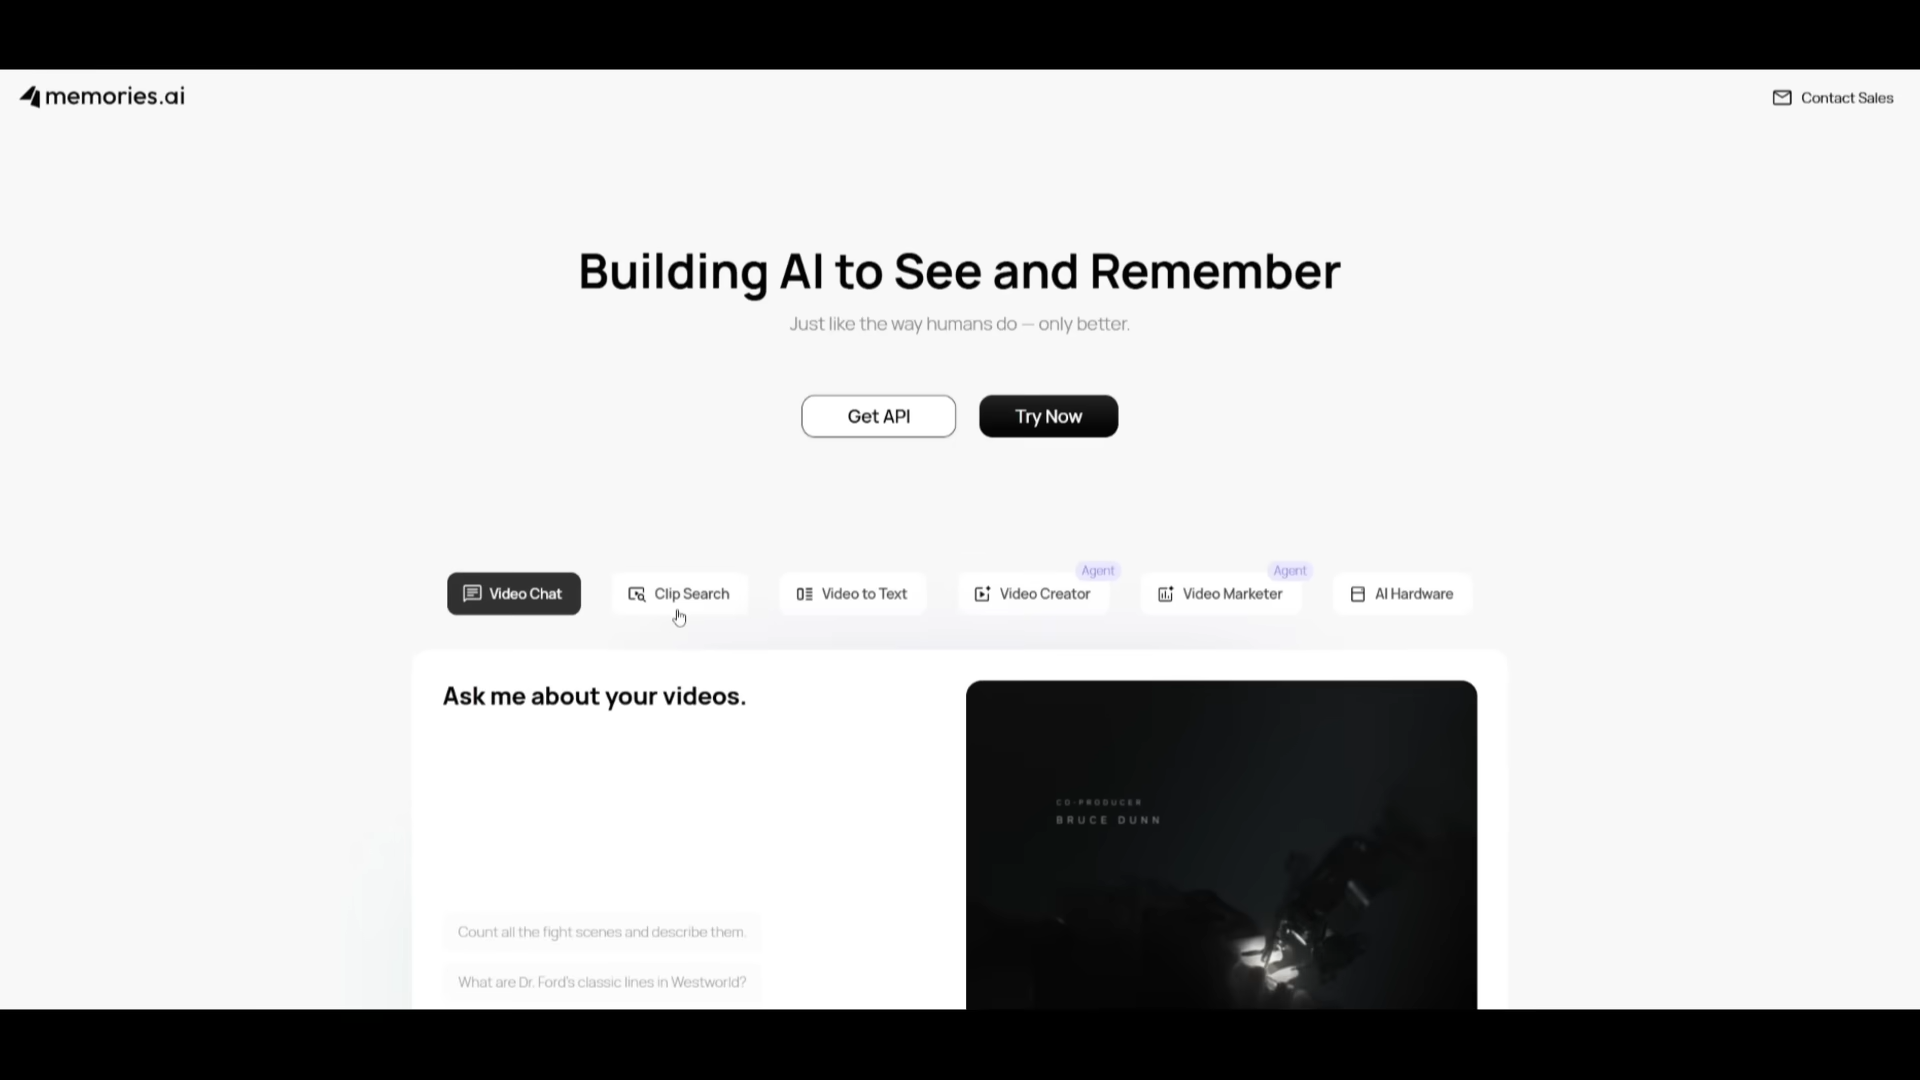 memories.ai
Contact Sales
Building AI to See and Remember
Just like the way humans do — only better.
Get API
Try Now
Agent
Agent
Video Chat
Clip Search
Video to Text
Video Creator
Video Marketer
AI Hardware
Ask me about your videos.
CO-PRODUCER
BRUCE DUNN
Count all the fight scenes and describe them.
What are Dr. Ford's classic lines in Westworld?